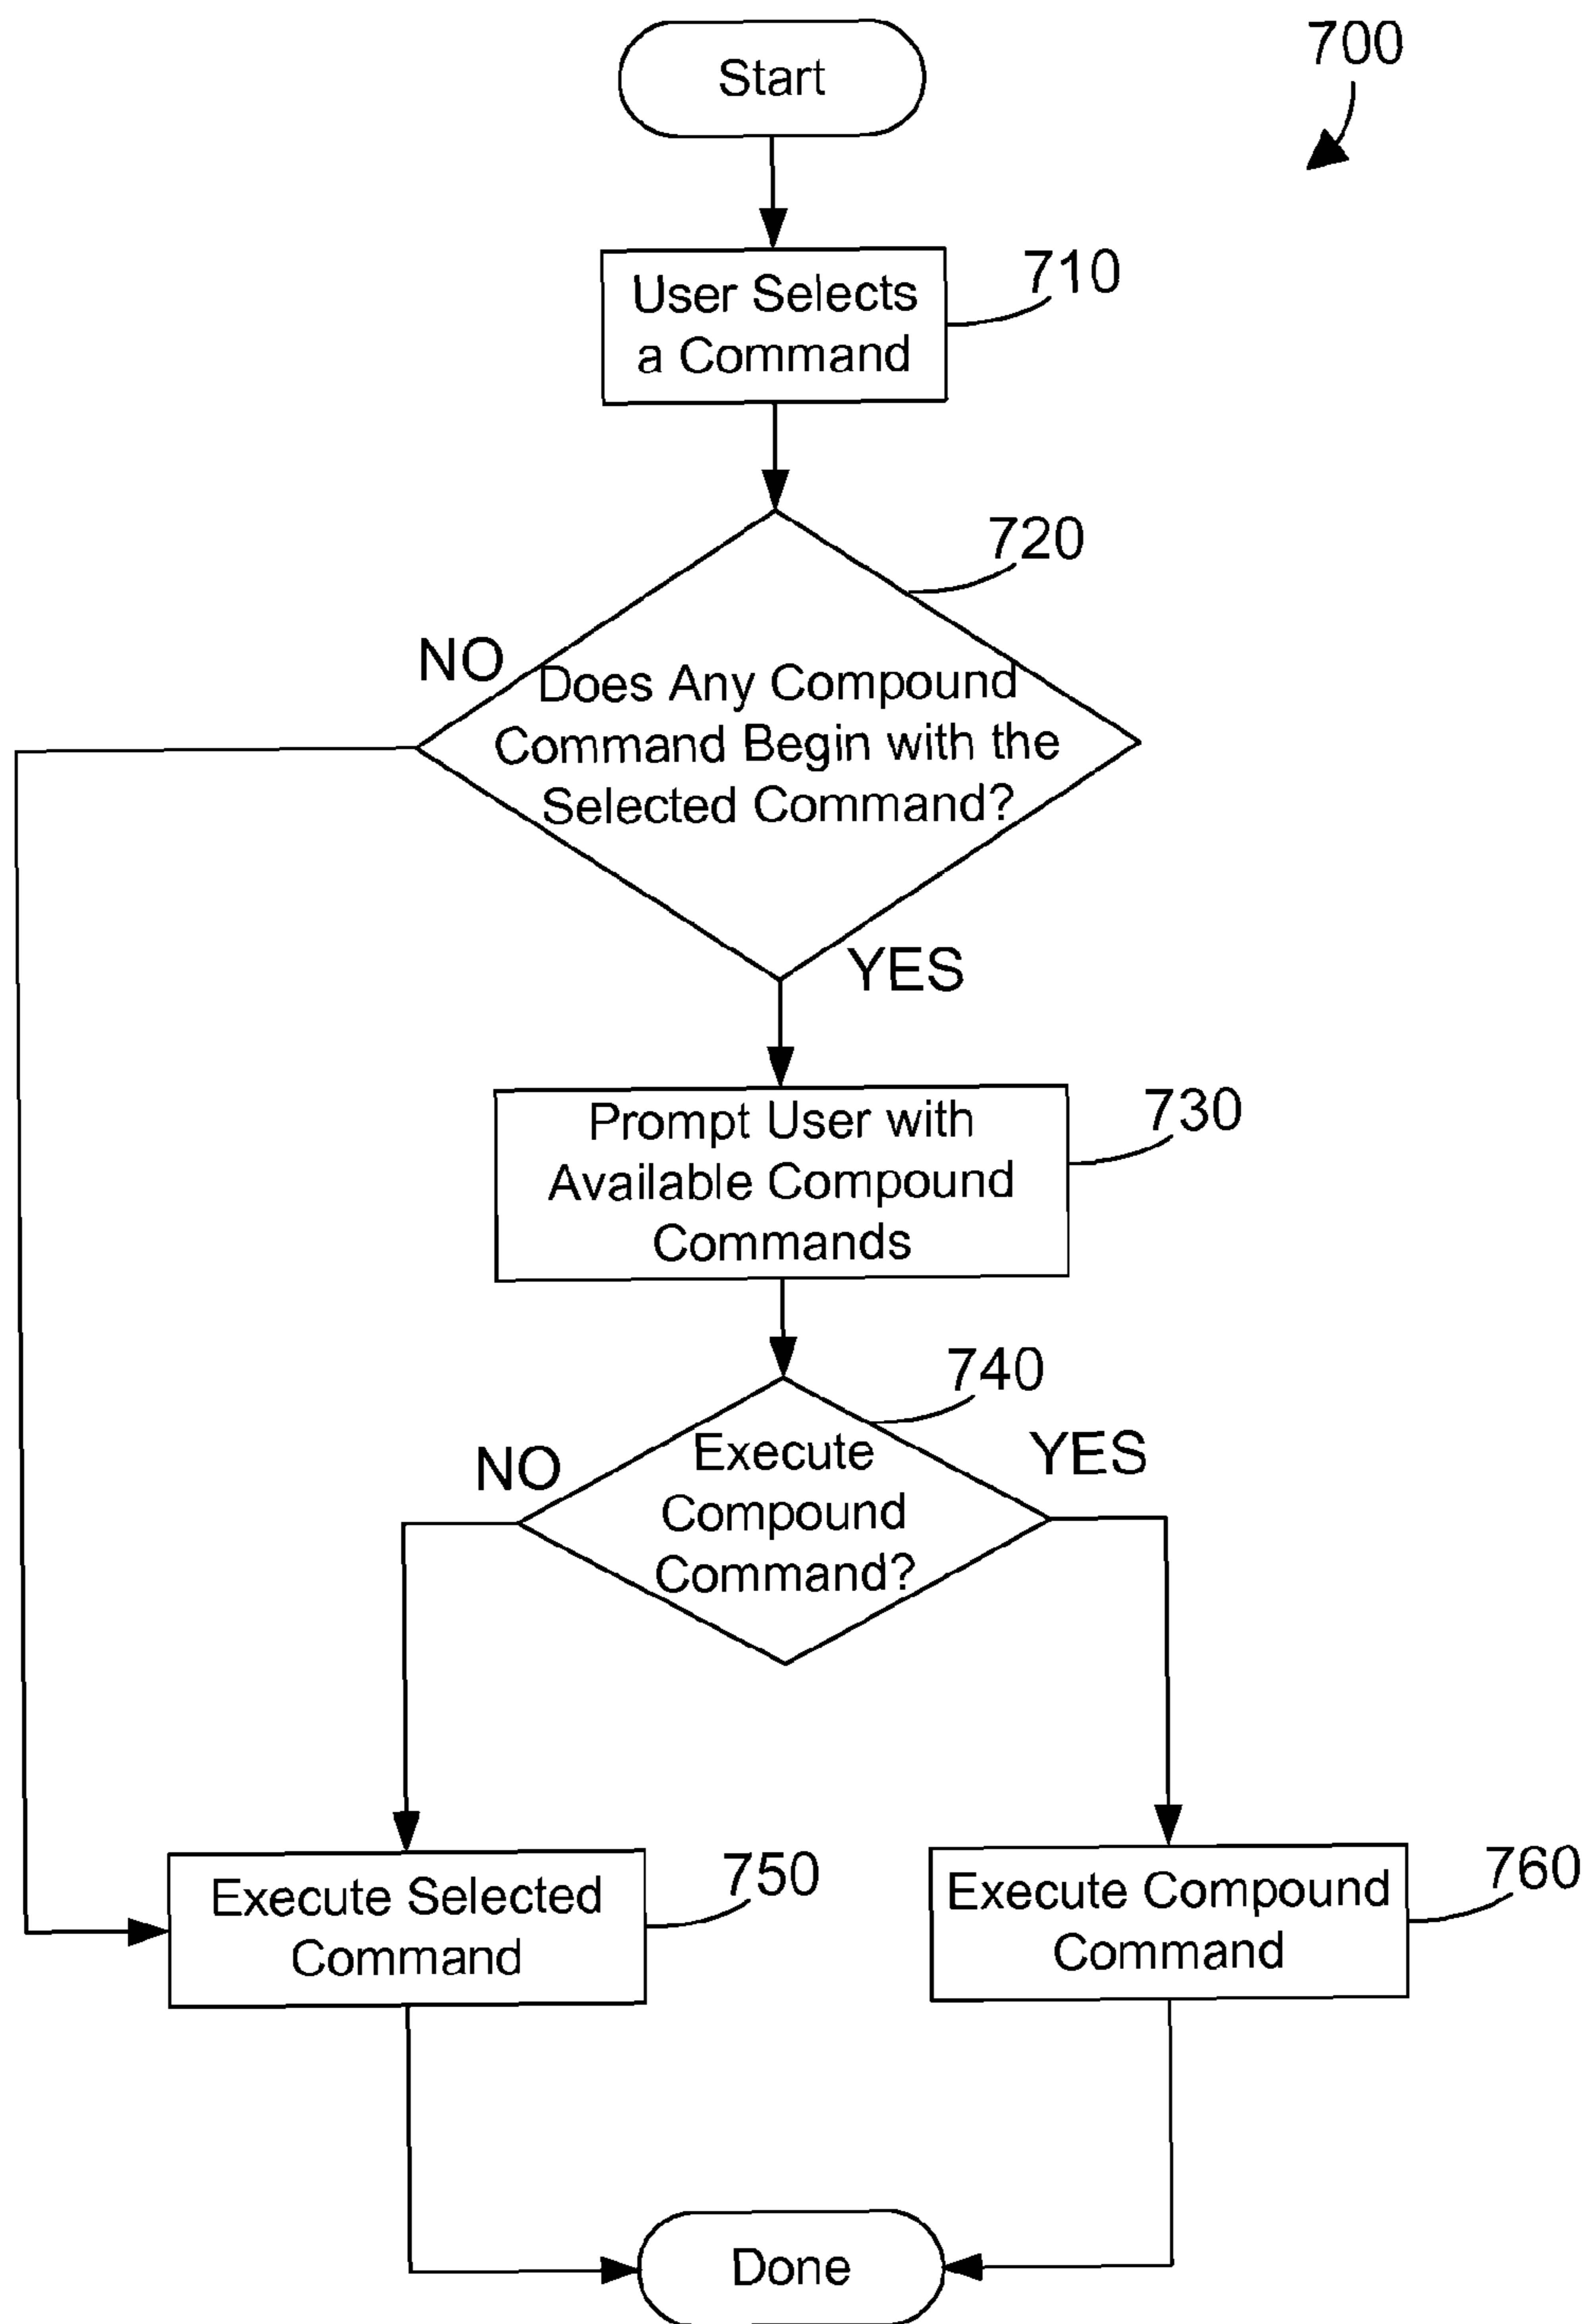 Start
700
User Selects
a Command
710
720
NO
Does Any Compound
Command Begin with the
Selected Command?
YES
Prompt User with
Available Compound
Commands
730
740
NO
Execute
Compound
Command?
YES
Execute Selected
Command
750
Execute Compound
Command
760
Done